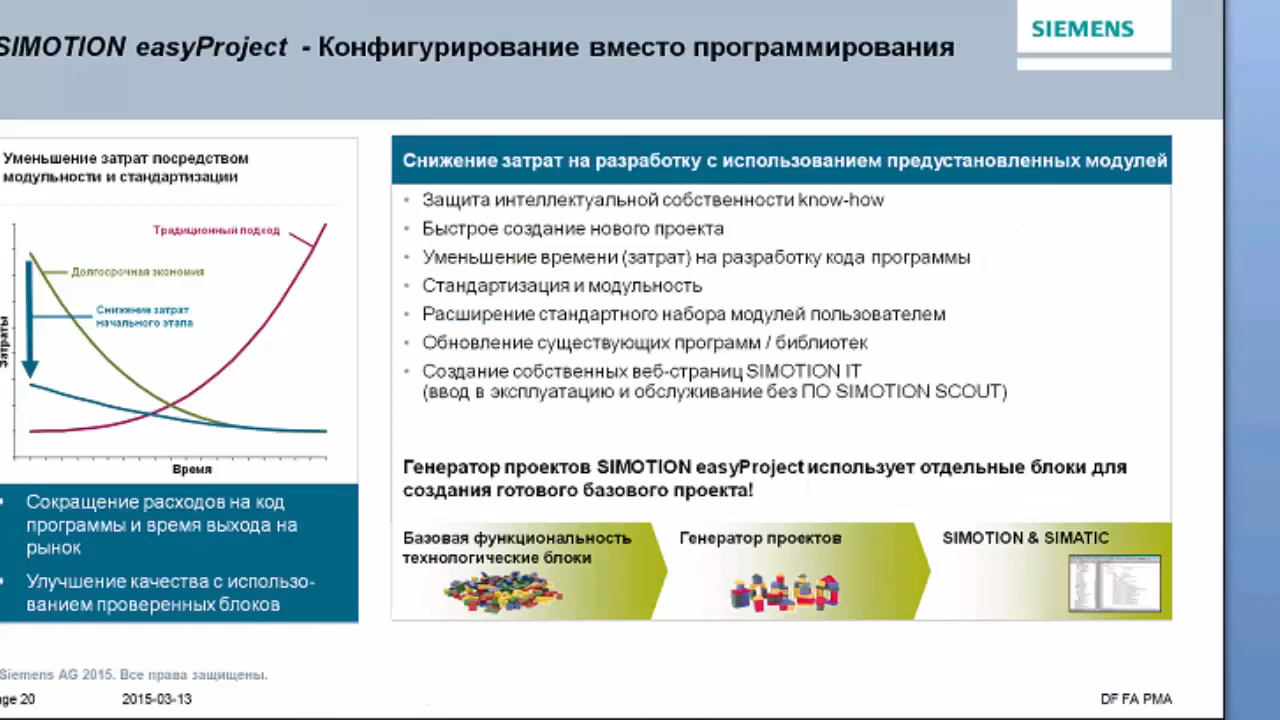 SIEMENS
SIMOTION easyProject - Конфигурирование вместо программирования
Уменьшение затрат посредством
модульности и стандартизации
Традиционный подход
Долгосрочная экономия
Снижение затрат
начального этапа
Затраты
Время
Сокращение расходов на код
программы и время выхода на
рынок
Улучшение качества с использо-
ванием проверенных блоков
Снижение затрат на разработку с использованием предустановленных модулей
• Защита интеллектуальной собственности know-how
• Быстрое создание нового проекта
• Уменьшение времени (затрат) на разработку кода программы
• Стандартизация и модульность
• Расширение стандартного набора модулей пользователем
• Обновление существующих программ / библиотек
• Создание собственных веб-страниц SIMOTION IT
(ввод в эксплуатацию и обслуживание без ПО SIMOTION SCOUT)
Генератор проектов SIMOTION easyProject использует отдельные блоки для
создания готового базового проекта!
Базовая функциональность
технологические блоки
Генератор проектов
SIMOTION & SIMATIC
Siemens AG 2015. Все права защищены.
ge 20
2015-03-13
DF FA PMA